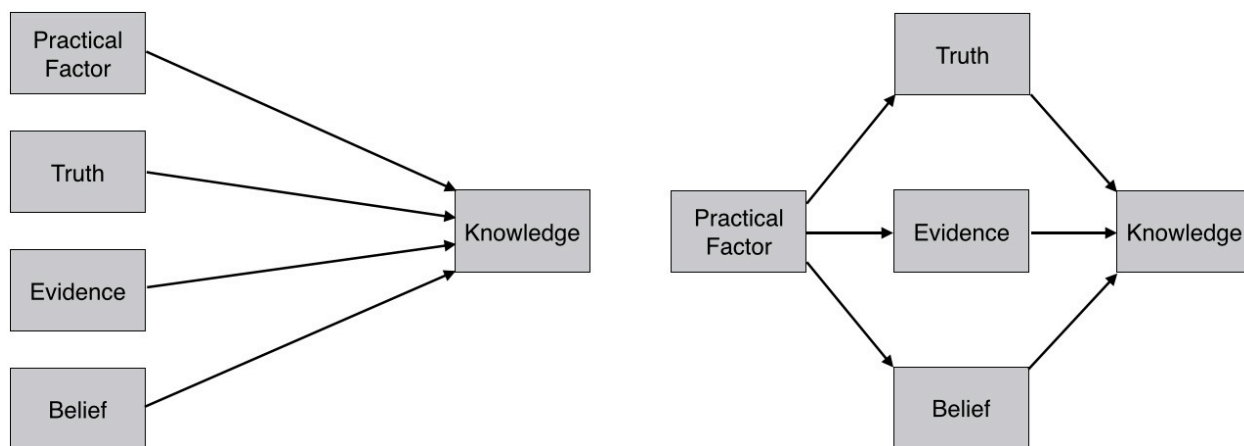 Practical
Factor
Truth
Evidence
Belief
Knowledge
Truth
Practical
Factor
Evidence
Knowledge
Belief